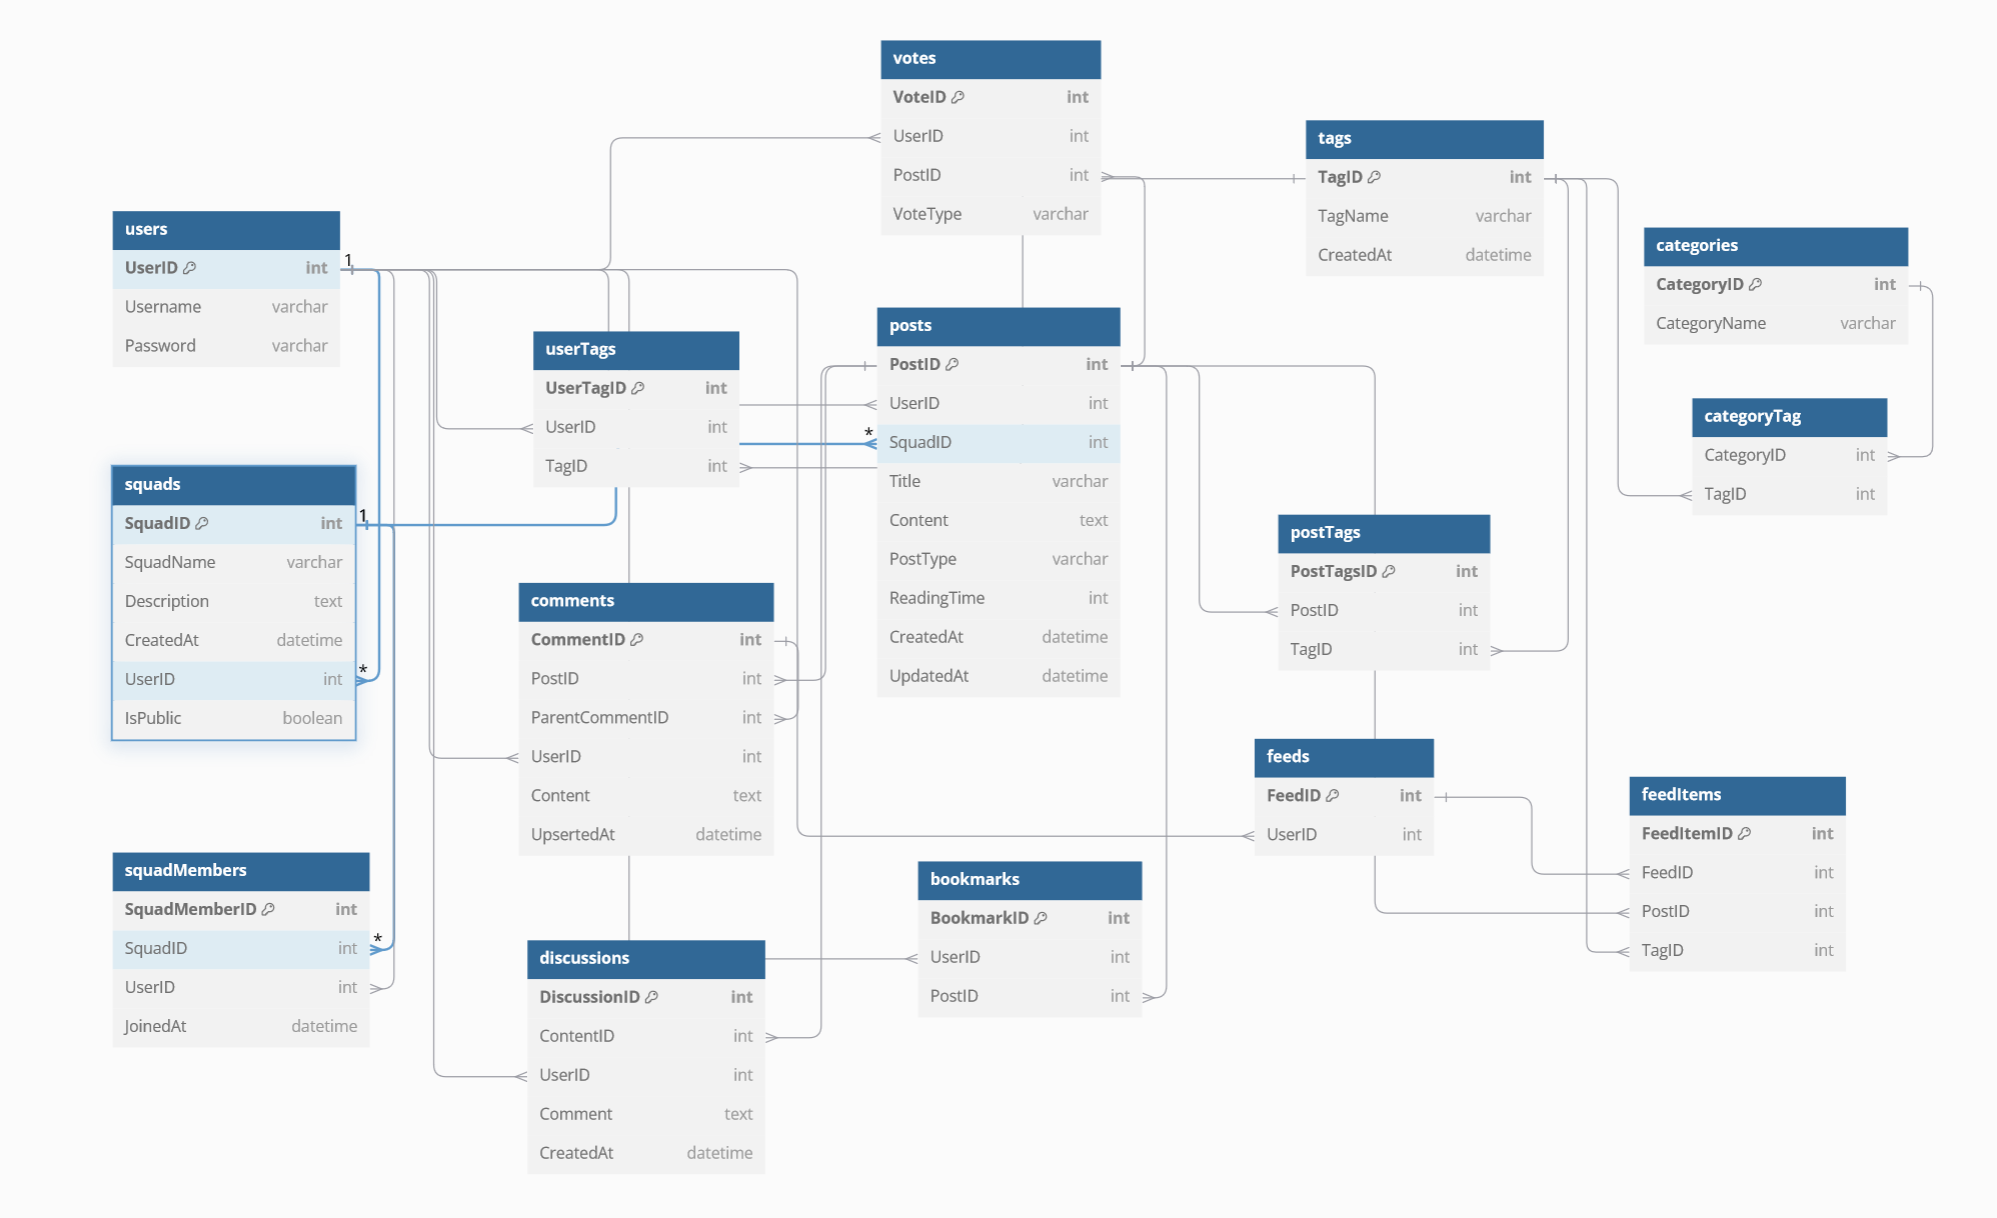 votes
VoteID int
UserID int
PostID int
VoteType varchar
tags
TagID int
TagName varchar
CreatedAt datetime
users
UserID int
Username varchar
Password varchar
1
categories
CategoryID int
CategoryName varchar
posts
PostID int
UserID int
SquadID int
Title varchar
Content text
PostType varchar
ReadingTime int
CreatedAt datetime
UpdatedAt datetime
*
userTags
UserTagID int
UserID int
TagID int
categoryTag
CategoryID int
TagID int
squads
SquadID int
SquadName varchar
Description text
CreatedAt datetime
UserID int
IsPublic boolean
1
*
postTags
PostTagsID int
PostID int
TagID int
comments
CommentID int
PostID int
ParentCommentID int
UserID int
Content text
UpsertedAt datetime
feeds
FeedID int
UserID int
feedItems
FeedItemID int
FeedID int
PostID int
TagID int
squadMembers
SquadMemberID int
SquadID int
UserID int
JoinedAt datetime
*
bookmarks
BookmarkID int
UserID int
PostID int
discussions
DiscussionID int
ContentID int
UserID int
Comment text
CreatedAt datetime